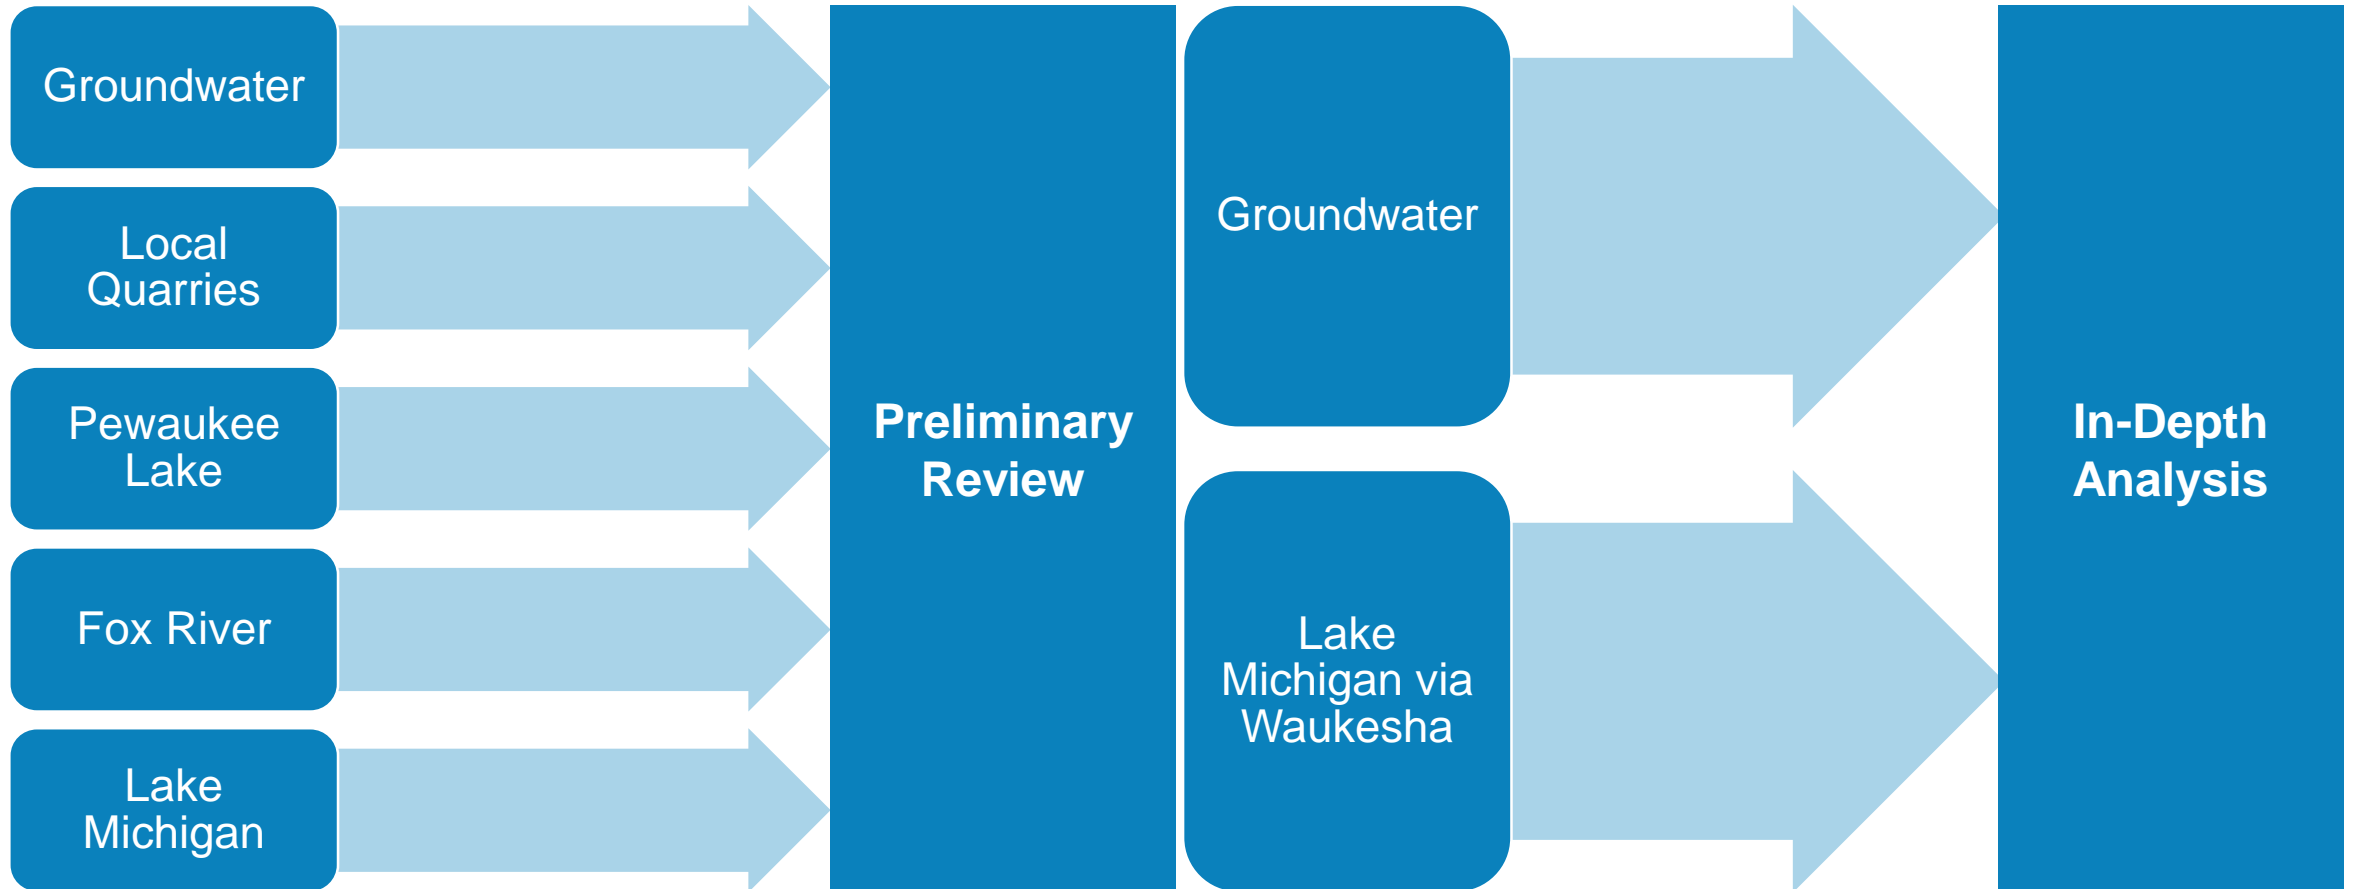 Groundwater
Local
Quarries
Pewaukee
Lake
Fox River
Lake
Michigan
Preliminary
Review
Groundwater
Lake
Michigan via
Waukesha
In-Depth
Analysis